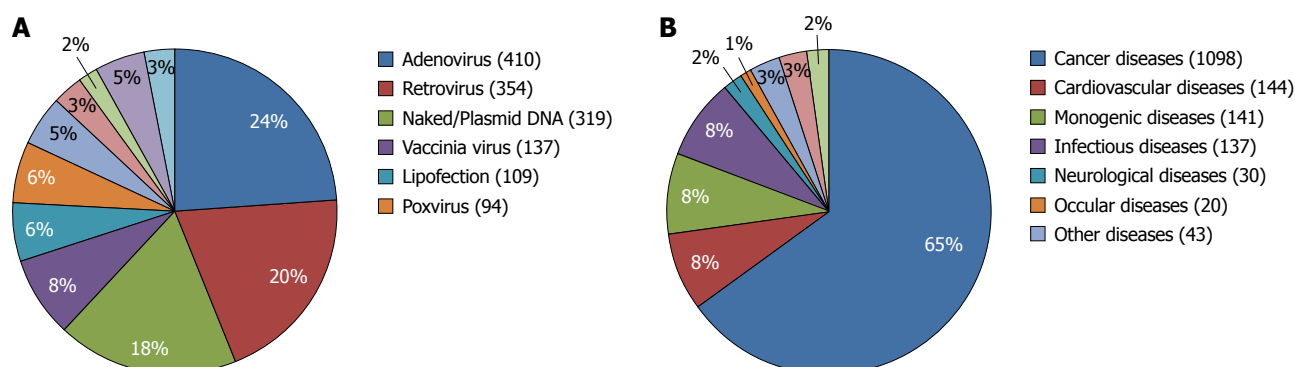 A
2%
5%
3%
3%
5%
24%
6%
6%
8%
20%
18%
Adenovirus (410)
Retrovirus (354)
Naked/Plasmid DNA (319)
Vaccinia virus (137)
Lipofection (109)
Poxvirus (94)
B
2%
1%
2%
3%
3%
8%
8%
8%
65%
Cancer diseases (1098)
Cardiovascular diseases (144)
Monogenic diseases (141)
Infectious diseases (137)
Neurological diseases (30)
Occular diseases (20)
Other diseases (43)